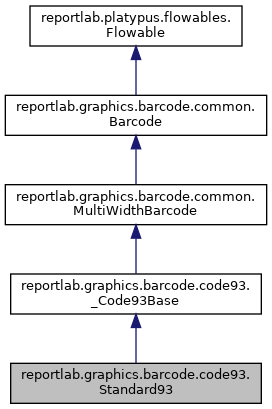 reportlab.platypus.flowables.
Flowable
reportlab.graphics.barcode.common.
Barcode
reportlab.graphics.barcode.common.
MultiWidthBarcode
reportlab.graphics.barcode.code93.
_Code93Base
reportlab.graphics.barcode.code93.
Standard93